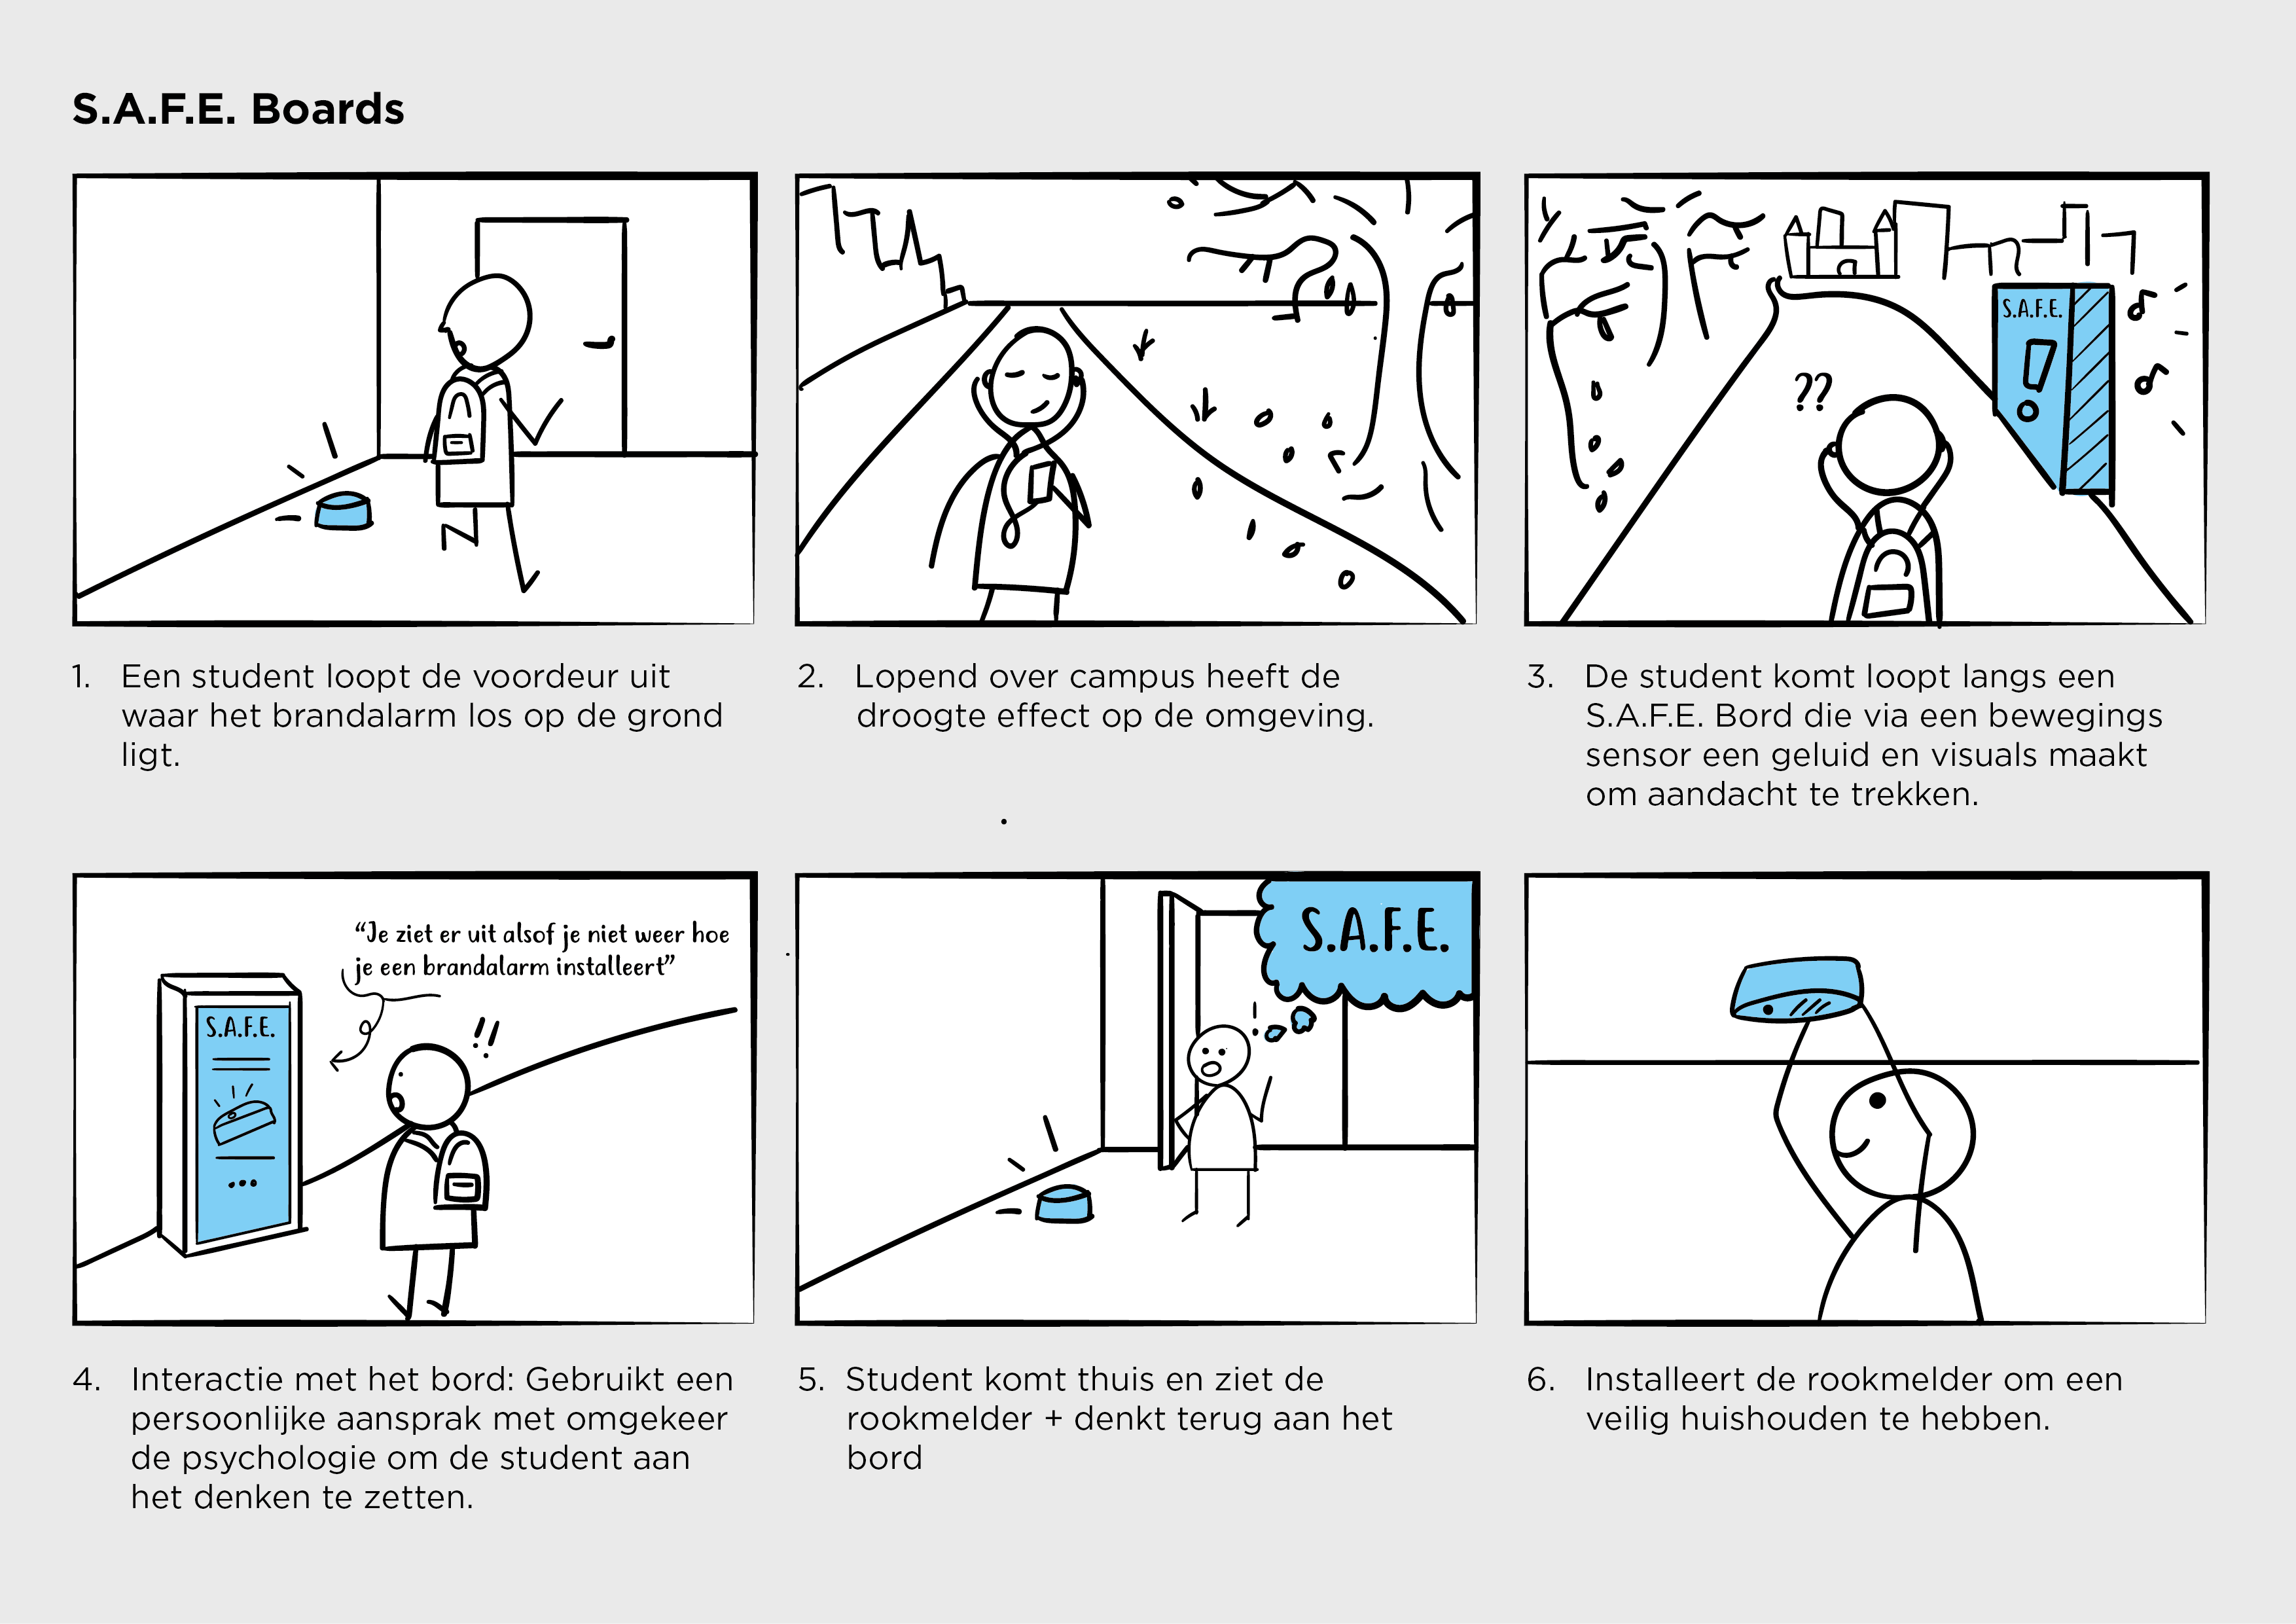 S.A.F.E. Boards
S.A.F.E.
??
1. Een student loopt de voordeur uit
waar het brandalarm los op de grond
ligt.
2. Lopend over campus heeft de
droogte effect op de omgeving.
3. De student komt loopt langs een
S.A.F.E. Bord die via een bewegings
sensor een geluid en visuals maakt
om aandacht te trekken.
“Je ziet er uit alsof je niet weer hoe
je een brandalarm installeert”
S.A.F.E.
!!
S.A.F.E.
4. Interactie met het bord: Gebruikt een
persoonlijke aansprak met omgekeer
de psychologie om de student aan
het denken te zetten.
5. Student komt thuis en ziet de
rookmelder + denkt terug aan het
bord
6. Installeert de rookmelder om een
veilig huishouden te hebben.